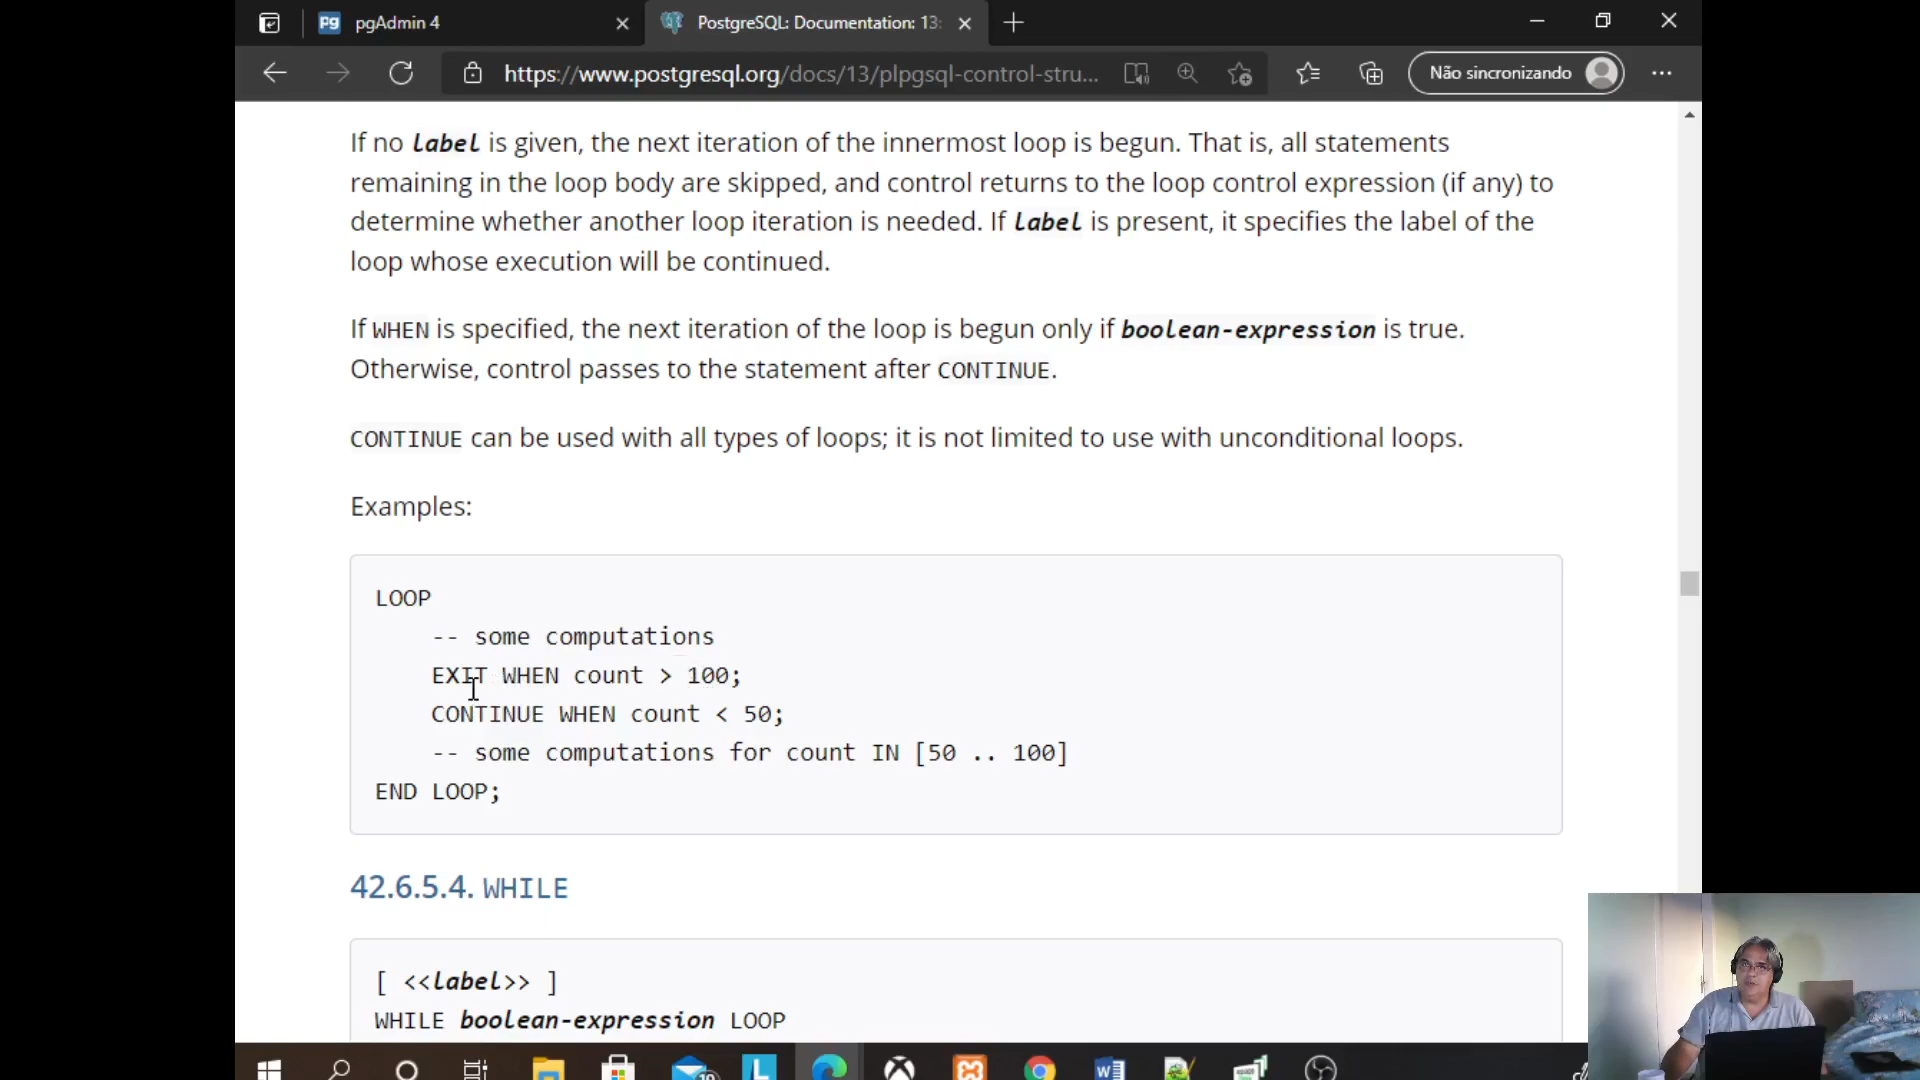 pgAdmin 4
PostgreSQL: Documentation: 13:
https://www.postgresql.org/docs/13/plpgsql-control-stru...
Não sincronizando
If no label is given, the next iteration of the innermost loop is begun. That is, all statements
remaining in the loop body are skipped, and control returns to the loop control expression (if any) to
determine whether another loop iteration is needed. If label is present, it specifies the label of the
loop whose execution will be continued.
If WHEN is specified, the next iteration of the loop is begun only if boolean-expression is true.
Otherwise, control passes to the statement after CONTINUE.
CONTINUE can be used with all types of loops; it is not limited to use with unconditional loops.
Examples:
LOOP
-- some computations
EXIT WHEN count > 100;
CONTINUE WHEN count < 50;
-- some computations for count IN [50 .. 100]
END LOOP;
42.6.5.4. WHILE
[ <<label>> ]
WHILE boolean-expression LOOP